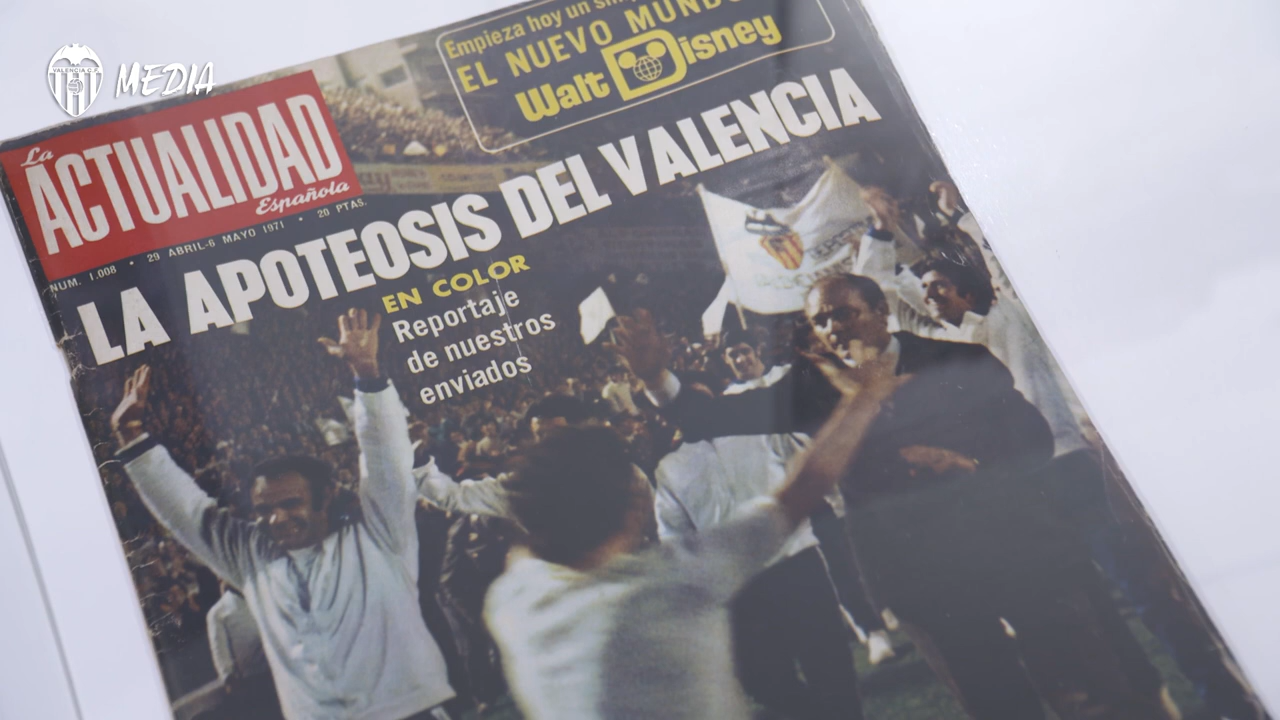 VALENCIA C.F
MEDIA
Empieza hoy un
EL NUEVO MUNDO
Walt Disney
La
ACTUALIDAD
Española
NUM. 1.008 • 29 ABRIL-6 MAYO 1971 • 20 PTAS.
LA APOTEOSIS DEL VALENCIA
EN COLOR
Reportaje
de nuestros
enviados